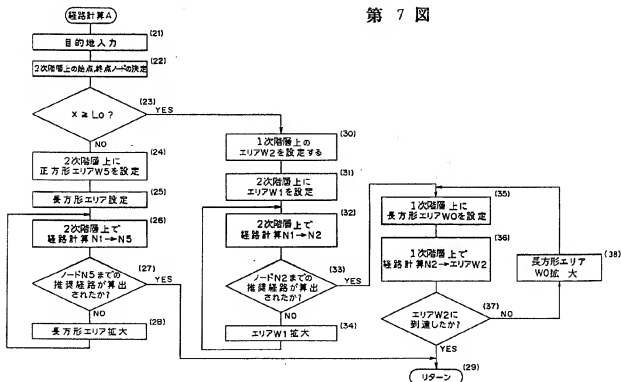 第 7 図
経路計算A
(21)
目的地入力
(22)
2次階層上の始点,終点ノードの決定
(23)
x ≧ Lo ?
YES
NO
(24)
2次階層上に
正方形エリアW5を設定
(25)
長方形エリア設定
(26)
2次階層上で
経路計算N1→N5
(27)
ノードN5までの
推奨経路が算出
されたか?
YES
NO
(28)
長方形エリア拡大
(30)
1次階層上の
エリアW2を設定する
(31)
2次階層上に
エリアW1を設定
(32)
2次階層上で
経路計算N1→N2
(33)
ノードN2までの
推奨経路が算出
されたか?
YES
NO
(34)
エリアW1拡大
(35)
1次階層上に
長方形エリアW0を設定
(36)
1次階層上で
経路計算N2→エリアW2
(37)
エリアW2に
到達したか?
NO
YES
(38)
長方形エリア
W0拡大
(29)
リターン